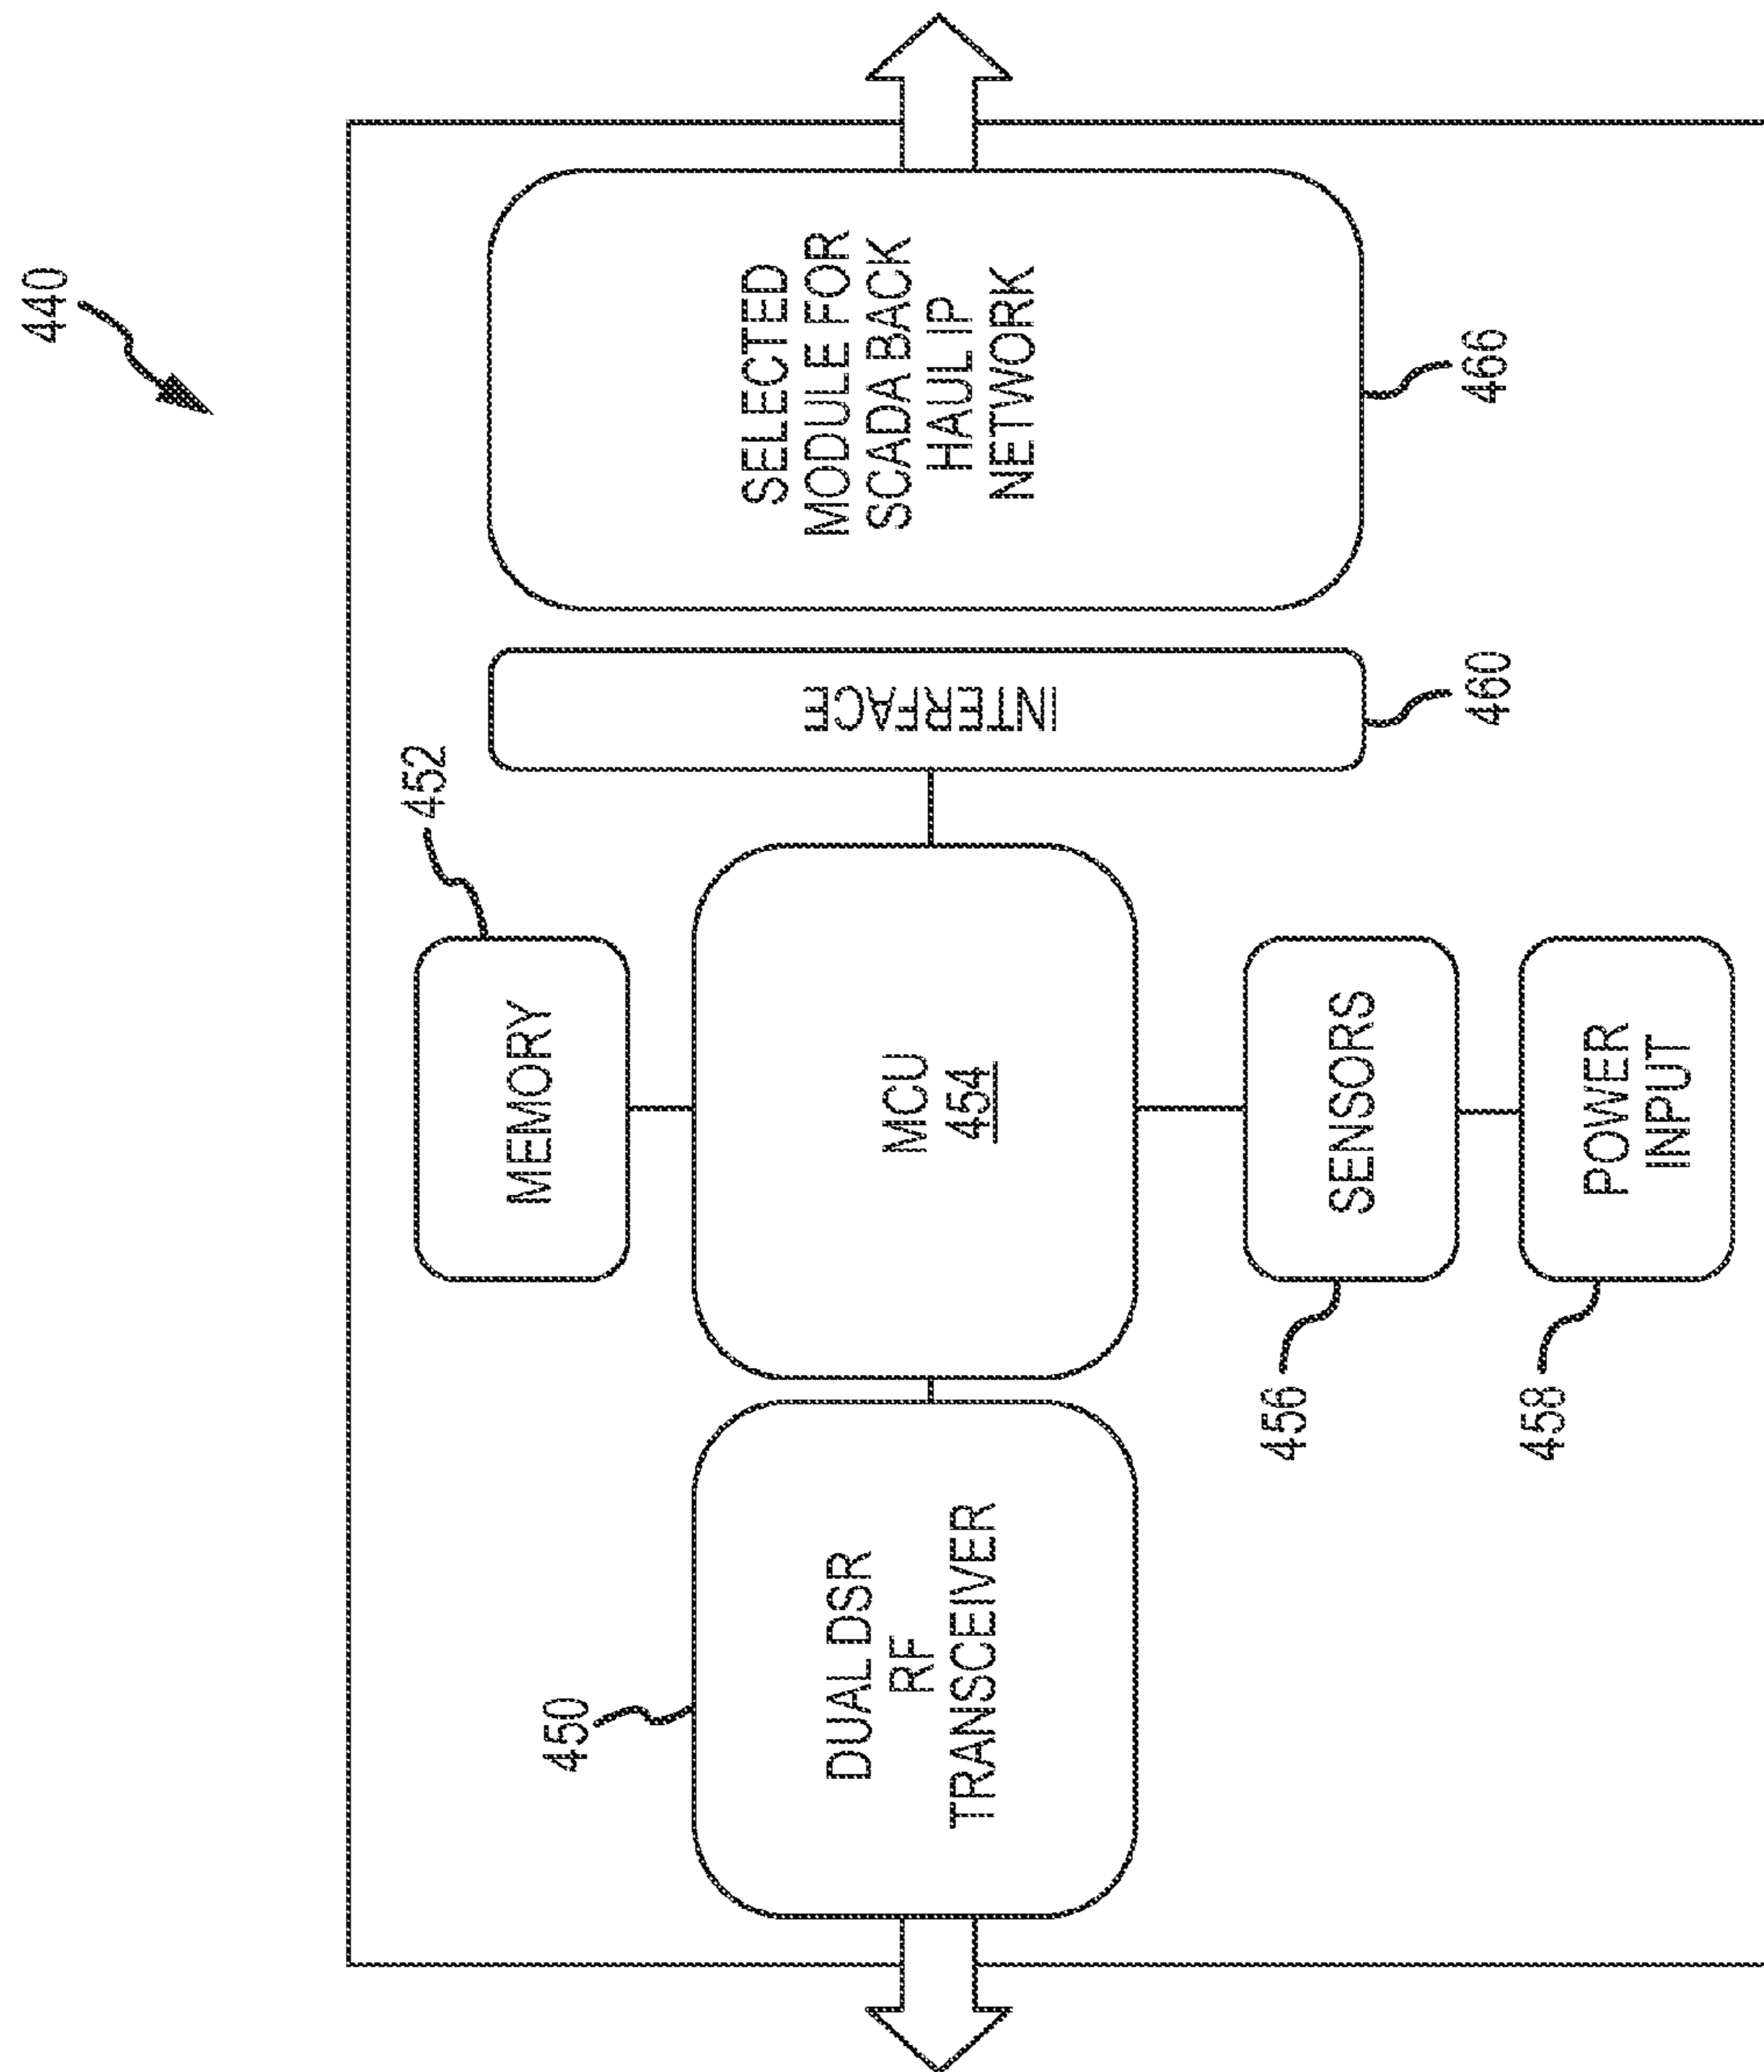 440
452
MEMORY
450
DUAL DSR
RF
TRANSCEIVER
MCU
454
INTERFACE
460
SELECTED
MODULE FOR
SCADA BACK
HAUL IP
NETWORK
466
456
SENSORS
458
POWER
INPUT